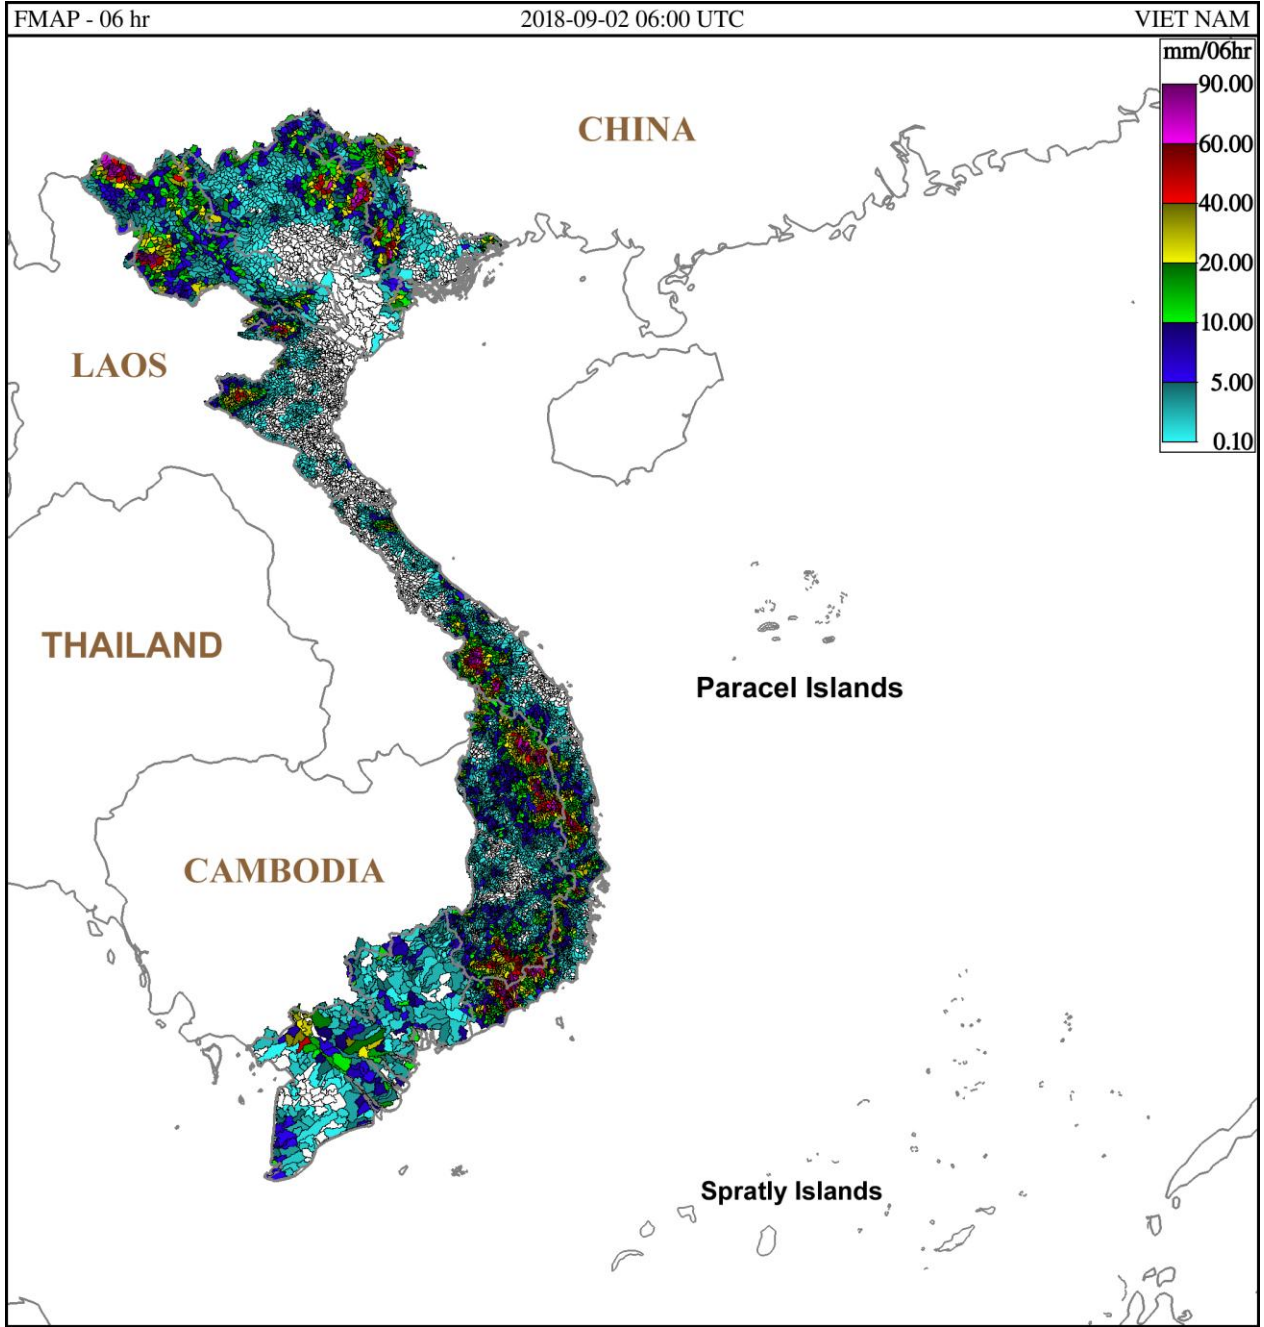 FMAP - 06 hr
2018-09-02 06:00 UTC
VIET NAM
mm/06hr
90.00
60.00
40.00
20.00
10.00
5.00
0.10
CHINA
LAOS
THAILAND
Paracel Islands
CAMBODIA
Spratly Islands